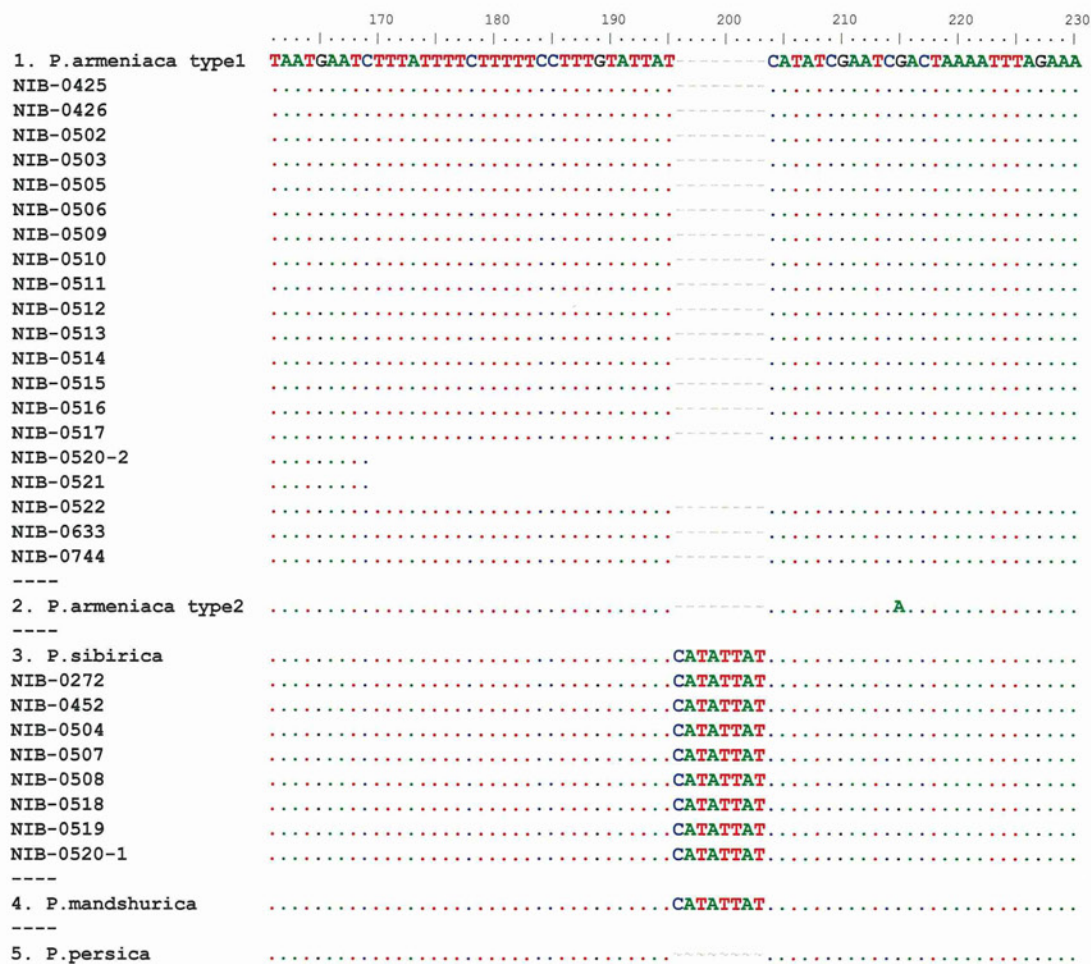 170 180 190 200 210 220 230
1. P.armeniaca type1 TAATGAATCTTTATTTTCTTTTTCCTTTGTATTAT--------CATATCGAATCGACTAAAATTTAGAAA
NIB-0425 ...................................--------...........................
NIB-0426 ...................................--------...........................
NIB-0502 ...................................--------...........................
NIB-0503 ...................................--------...........................
NIB-0505 ...................................--------...........................
NIB-0506 ...................................--------...........................
NIB-0509 ...................................--------...........................
NIB-0510 ...................................--------...........................
NIB-0511 ...................................--------...........................
NIB-0512 ...................................--------...........................
NIB-0513 ...................................--------...........................
NIB-0514 ...................................--------...........................
NIB-0515 ...................................--------...........................
NIB-0516 ...................................--------...........................
NIB-0517 ...................................--------...........................
NIB-0520-2 .........
NIB-0521 .........
NIB-0522 ...................................--------...........................
NIB-0633 ...................................--------...........................
NIB-0744 ...................................--------...........................
----
2. P.armeniaca type2 ...................................--------...........A...............
----
3. P.sibirica ...................................CATATTAT...........................
NIB-0272 ...................................CATATTAT...........................
NIB-0452 ...................................CATATTAT...........................
NIB-0504 ...................................CATATTAT...........................
NIB-0507 ...................................CATATTAT...........................
NIB-0508 ...................................CATATTAT...........................
NIB-0518 ...................................CATATTAT...........................
NIB-0519 ...................................CATATTAT...........................
NIB-0520-1 ...................................CATATTAT...........................
----
4. P.mandshurica ...................................CATATTAT...........................
----
5. P.persica ...................................~~~~~~~~...........................